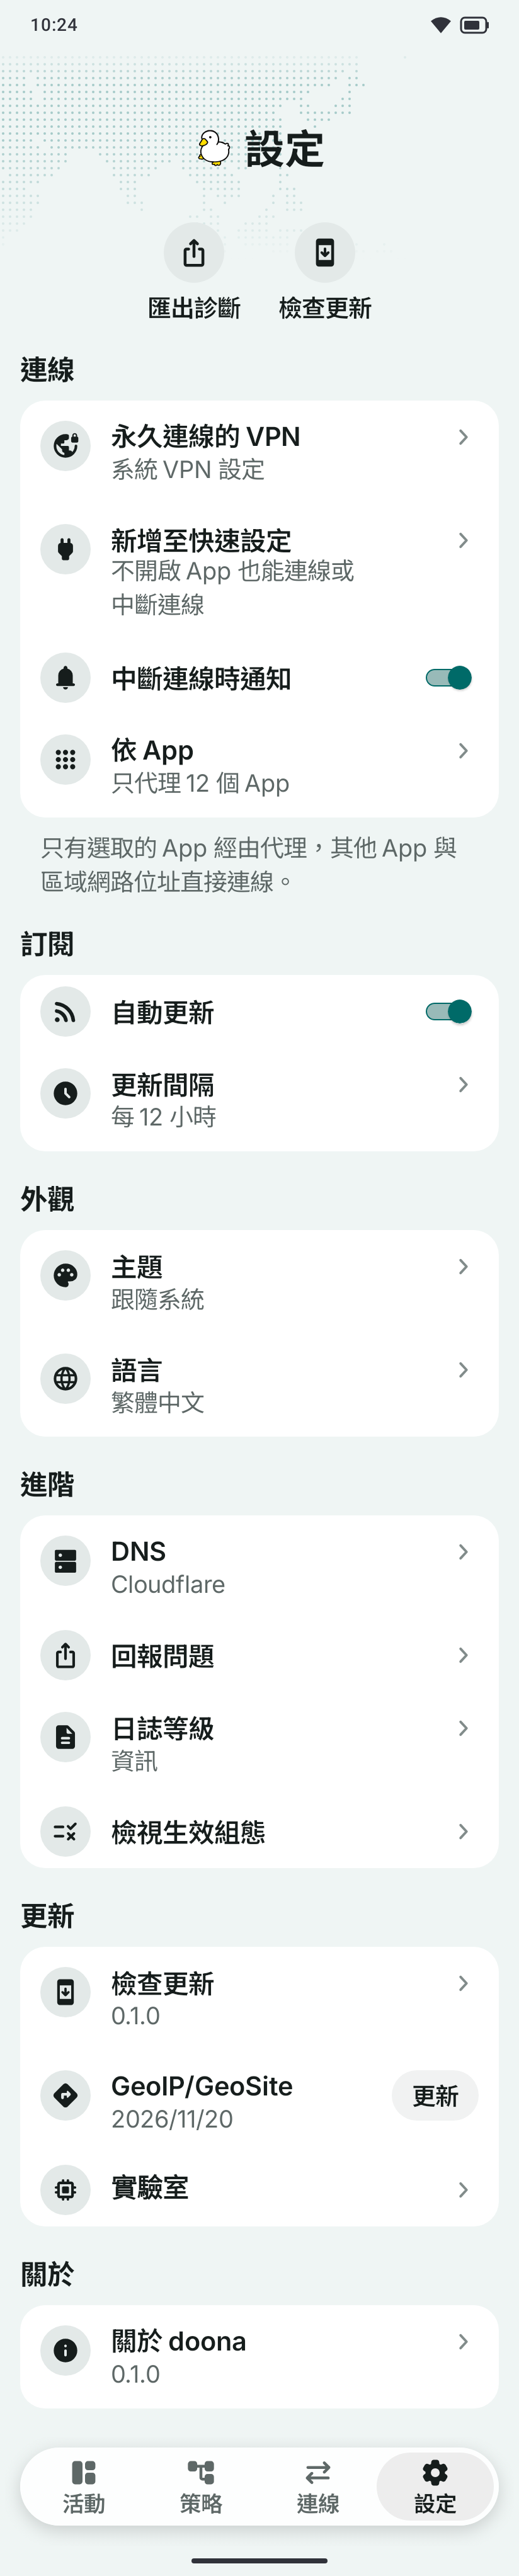 10:24
設定
匯出診斷
檢查更新
連線
永久連線的 VPN
系統 VPN 設定
新增至快速設定
不開啟 App 也能連線或
中斷連線
中斷連線時通知
依 App
只代理 12 個 App
只有選取的 App 經由代理，其他 App 與
區域網路位址直接連線。
訂閱
自動更新
更新間隔
每 12 小時
外觀
主題
跟隨系統
語言
繁體中文
進階
DNS
Cloudflare
回報問題
日誌等級
資訊
檢視生效組態
更新
檢查更新
0.1.0
GeoIP/GeoSite
2026/11/20
更新
實驗室
關於
關於 doona
0.1.0
活動
策略
連線
設定